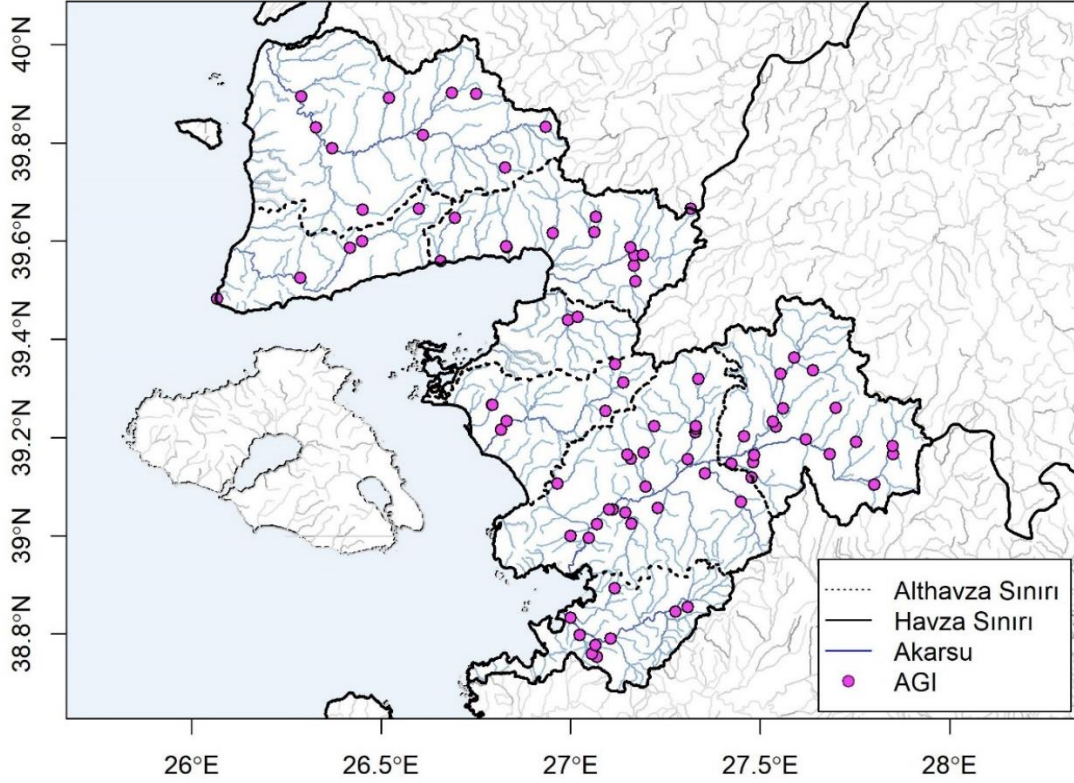 40°N
39.8°N
39.6°N
39.4°N
39.2°N
39°N
38.8°N
26°E
26.5°E
27°E
27.5°E
28°E
Althavza Sınırı
Havza Sınırı
Akarsu
AGI